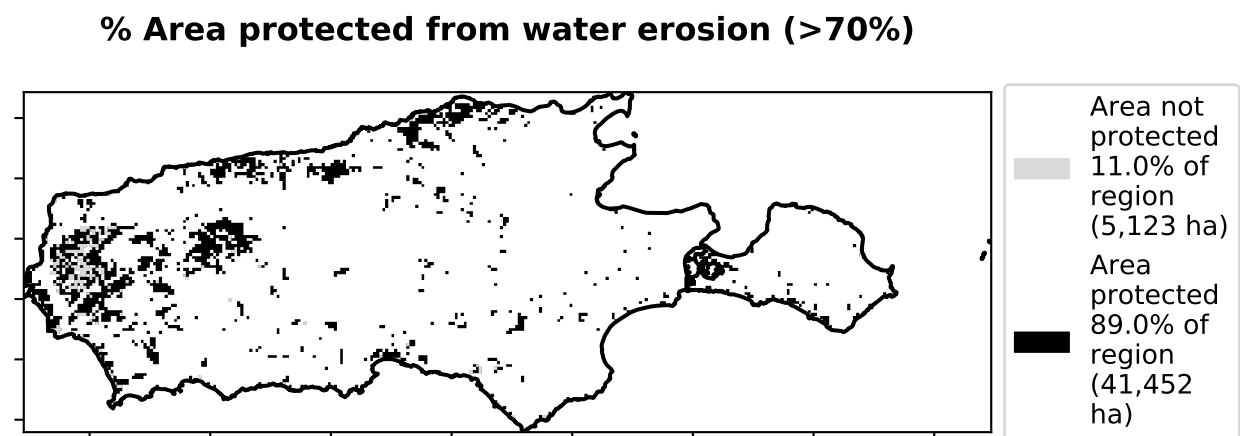 % Area protected from water erosion (>70%)
Area not
protected
11.0% of
region
(5,123 ha)
Area
protected
89.0% of
region
(41,452
ha)